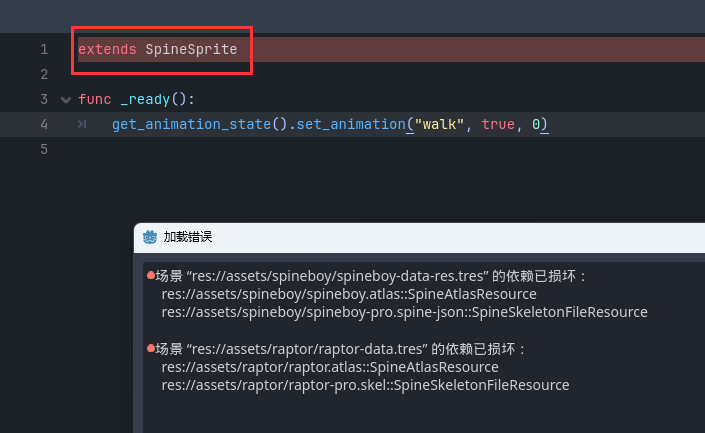 1 extends SpineSprite
2
3 func _ready():
4 get_animation_state().set_animation("walk", true, 0)
5
加载错误
场景 “res://assets/spineboy/spineboy-data-res.tres” 的依赖已损坏：
res://assets/spineboy/spineboy.atlas::SpineAtlasResource
res://assets/spineboy/spineboy-pro.spine-json::SpineSkeletonFileResource
场景 “res://assets/raptor/raptor-data.tres” 的依赖已损坏：
res://assets/raptor/raptor.atlas::SpineAtlasResource
res://assets/raptor/raptor-pro.skel::SpineSkeletonFileResource